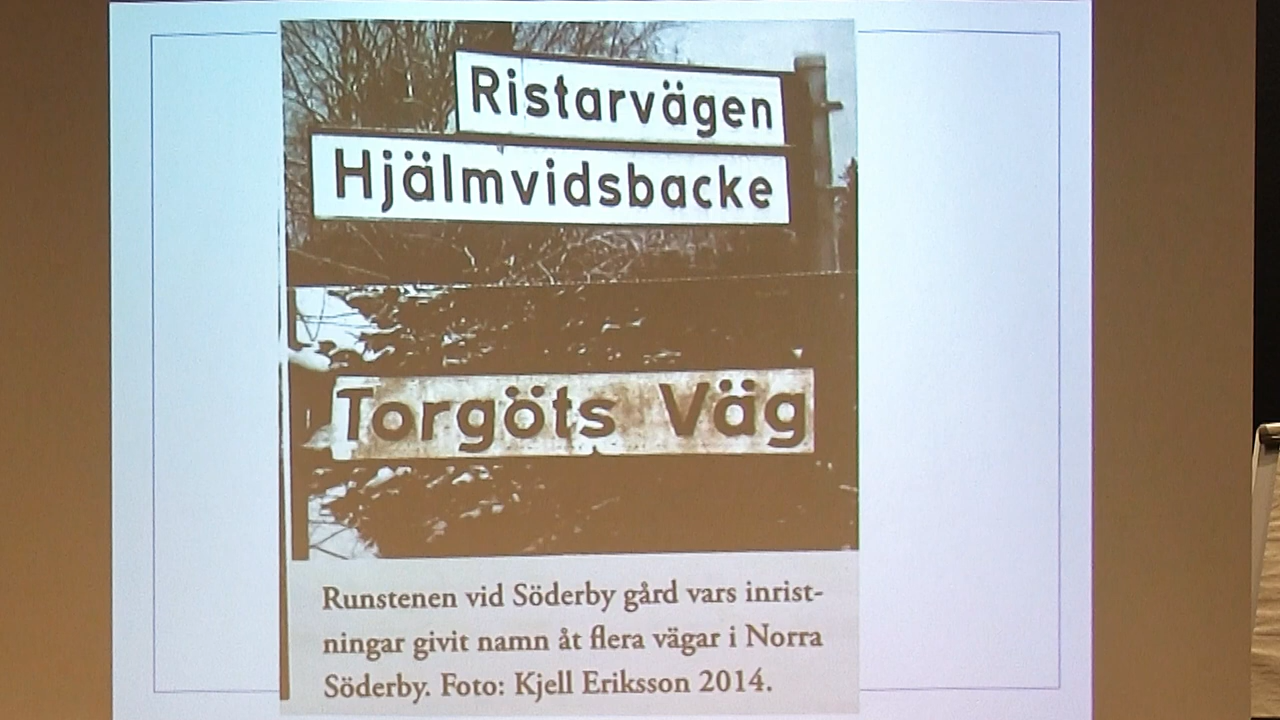 Ristarvägen
Hjälmvidsbacke
Torgöts Väg
Runstenen vid Söderby gård vars inrist-
ningar givit namn åt flera vägar i Norra
Söderby. Foto: Kjell Eriksson 2014.